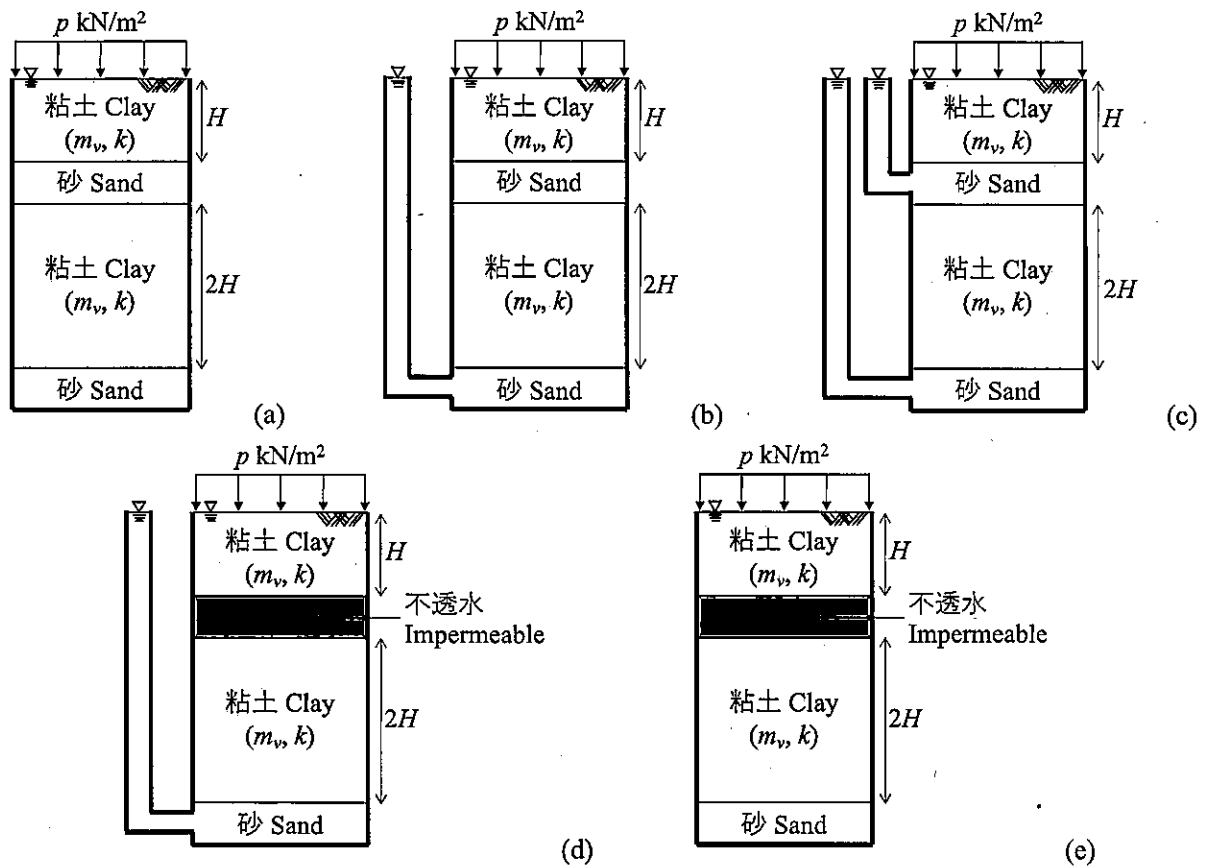 p kN/m²
粘土 Clay
(mᵥ, k)
H
砂 Sand
粘土 Clay
(mᵥ, k)
2H
砂 Sand
(a)
p kN/m²
粘土 Clay
(mᵥ, k)
H
砂 Sand
粘土 Clay
(mᵥ, k)
2H
砂 Sand
(b)
p kN/m²
粘土 Clay
(mᵥ, k)
H
砂 Sand
粘土 Clay
(mᵥ, k)
2H
砂 Sand
(c)
p kN/m²
粘土 Clay
(mᵥ, k)
H
不透水
Impermeable
粘土 Clay
(mᵥ, k)
2H
砂 Sand
(d)
p kN/m²
粘土 Clay
(mᵥ, k)
H
不透水
Impermeable
粘土 Clay
(mᵥ, k)
2H
砂 Sand
(e)